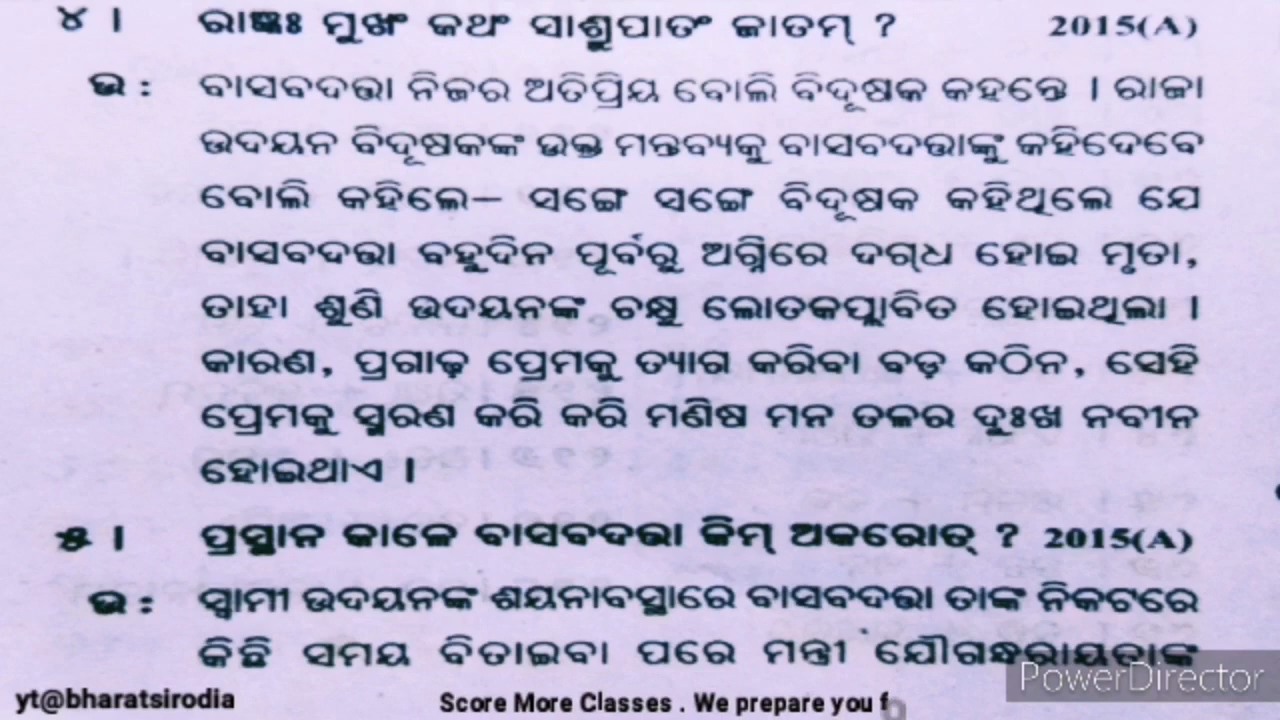 ୪ । ରାଜ୍ଞଃ ମୁଖଂ କଥଂ ସାଶ୍ରୁପାତଂ ଜାତମ୍ ? 2015(A)
ଉ : ବାସବଦତ୍ତା ନିଜର ଅତିପ୍ରିୟ ବୋଲି ବିଦୂଷକ କହନ୍ତେ । ରାଜା
ଉଦୟନ ବିଦୂଷକଙ୍କ ଉକ୍ତ ମନ୍ତବ୍ୟକୁ ବାସବଦତ୍ତାଙ୍କୁ କହିଦେବେ
ବୋଲି କହିଲେ– ସଙ୍ଗେ ସଙ୍ଗେ ବିଦୂଷକ କହିଥିଲେ ଯେ
ବାସବଦତ୍ତା ବହୁଦିନ ପୂର୍ବରୁ ଅଗ୍ନିରେ ଦଗ୍‌ଧ ହୋଇ ମୃତା,
ତାହା ଶୁଣି ଉଦୟନଙ୍କ ଚକ୍ଷୁ ଲୋତକପ୍ଲାବିତ ହୋଇଥିଲା ।
କାରଣ, ପ୍ରଗାଢ଼ ପ୍ରେମକୁ ତ୍ୟାଗ କରିବା ବଡ଼ କଠିନ, ସେହି
ପ୍ରେମକୁ ସ୍ମରଣ କରି କରି ମଣିଷ ମନ ତଳର ଦୁଃଖ ନବୀନ
ହୋଇଥାଏ ।
୫ । ପ୍ରସ୍ଥାନ କାଳେ ବାସବଦତ୍ତା କିମ୍ ଅକରୋତ୍ ? 2015(A)
ଉ : ସ୍ୱାମୀ ଉଦୟନଙ୍କ ଶୟନାବସ୍ଥାରେ ବାସବଦତ୍ତା ତାଙ୍କ ନିକଟରେ
କିଛି ସମୟ ବିତାଇବା ପରେ ମନ୍ତ୍ରୀ ଯୌଗନ୍ଧରାୟଣଙ୍କ
PowerDirector
yt@bharatsirodia Score More Classes . We prepare you fo